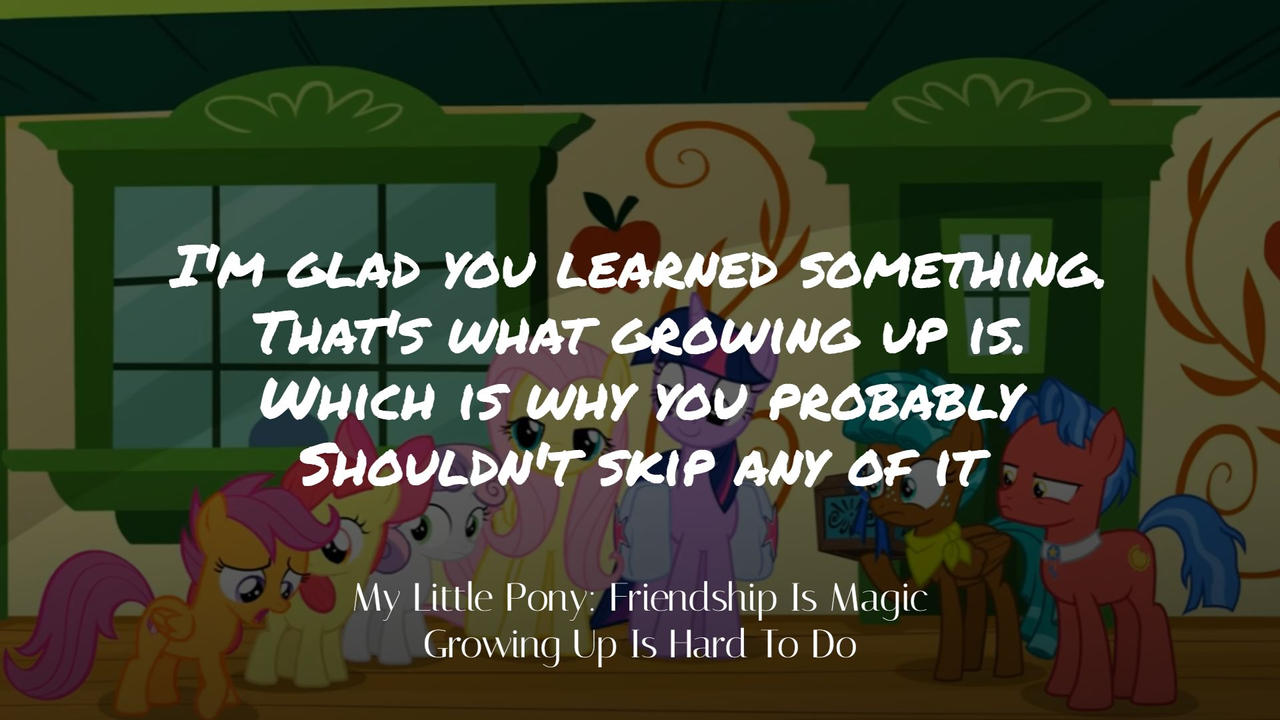 I'm glad you learned something.
That's what growing up is.
Which is why you probably
Shouldn't skip any of it
My Little Pony: Friendship Is Magic
Growing Up Is Hard To Do